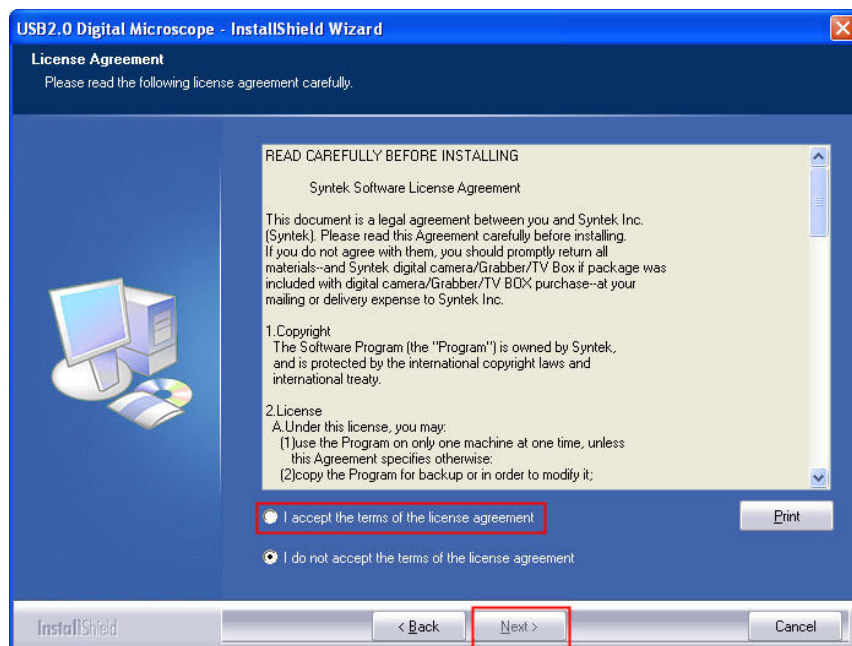 USB2.0 Digital Microscope - InstallShield Wizard
License Agreement
Please read the following license agreement carefully.
READ CAREFULLY BEFORE INSTALLING
Syntek Software License Agreement
This document is a legal agreement between you and Syntek Inc.
(Syntek). Please read this Agreement carefully before installing.
If you do not agree with them, you should promptly return all
materials--and Syntek digital camera/Grabber/TV Box if package was
included with digital camera/Grabber/TV BOX purchase--at your
mailing or delivery expense to Syntek Inc.
1.Copyright
The Software Program (the "Program") is owned by Syntek,
and is protected by the international copyright laws and
international treaty.
2.License
A.Under this license, you may:
(1)use the Program on only one machine at one time, unless
this Agreement specifies otherwise:
(2)copy the Program for backup or in order to modify it;
I accept the terms of the license agreement
Print
I do not accept the terms of the license agreement
InstallShield
< Back
Next >
Cancel